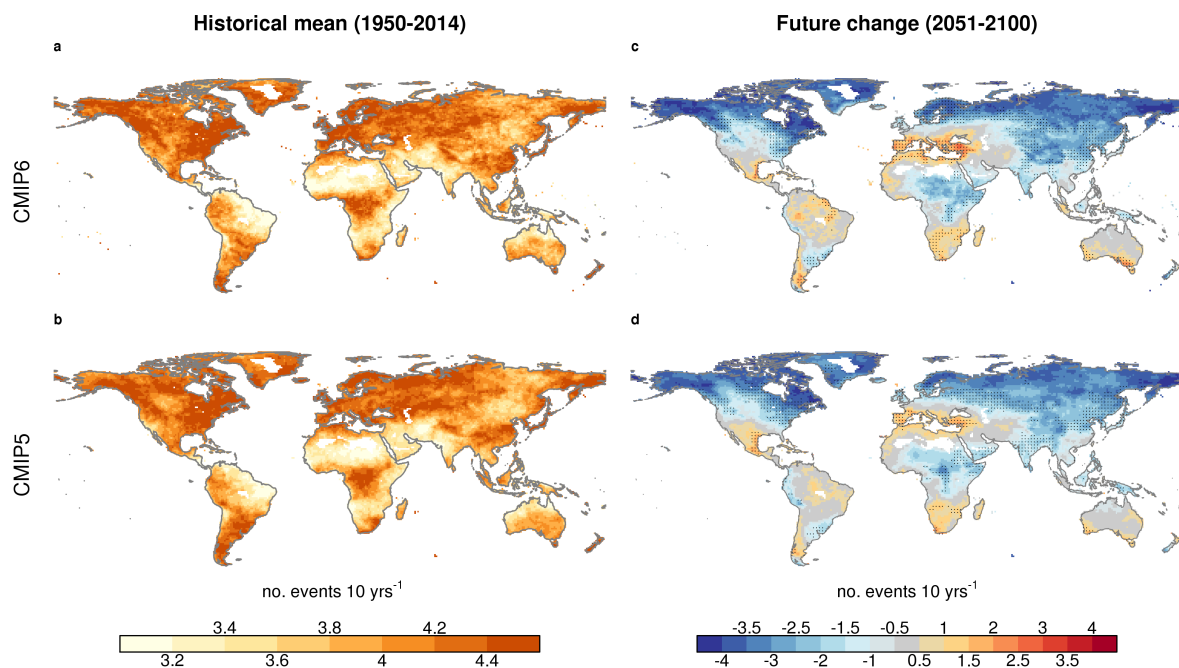 Historical mean (1950-2014)
Future change (2051-2100)
a
c
CMIP6
b
d
CMIP5
no. events 10 yrs-1
no. events 10 yrs-1
3.4 3.8 4.2
3.2 3.6 4 4.4
-3.5 -2.5 -1.5 -0.5 1 2 3 4
-4 -3 -2 -1 0.5 1.5 2.5 3.5